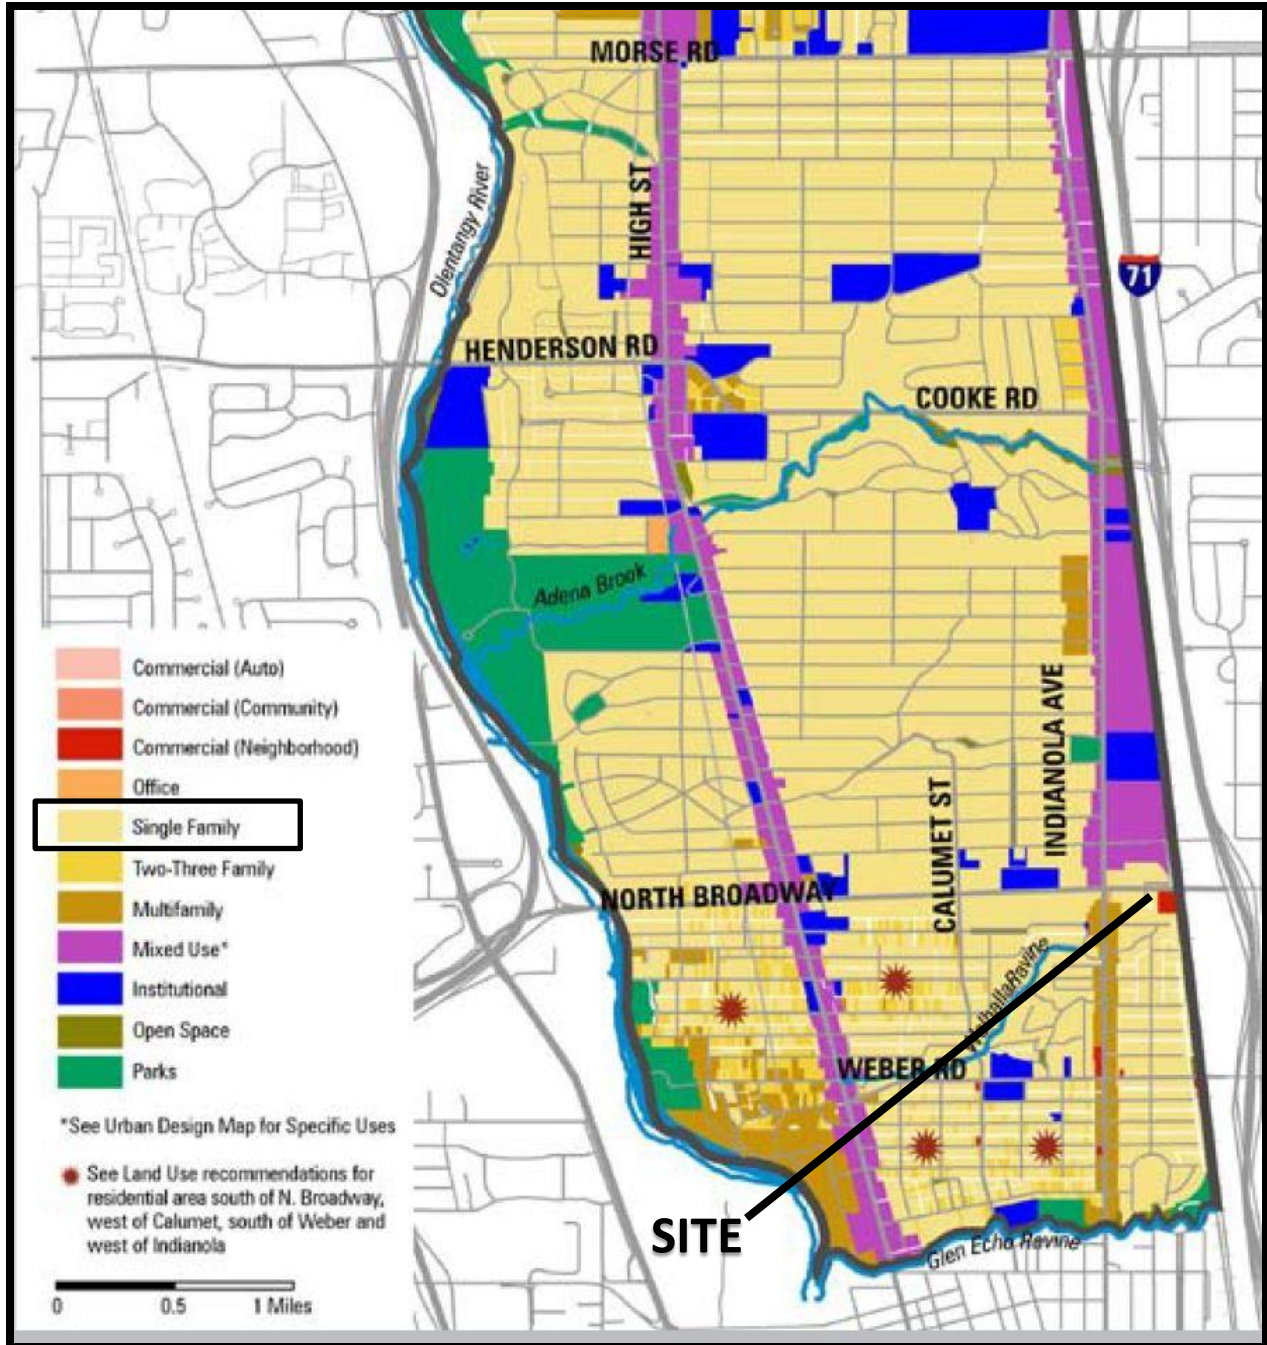 MORSE RD
Olentangy River
HIGH ST
71
HENDERSON RD
COOKE RD
Adena Brook
INDIANOLA AVE
CALUMET ST
NORTH BROADWAY
WalhallaRavine
WEBER RD
SITE
Glen Echo Ravine
Commercial (Auto)
Commercial (Community)
Commercial (Neighborhood)
Office
Single Family
Two-Three Family
Multifamily
Mixed Use*
Institutional
Open Space
Parks
*See Urban Design Map for Specific Uses
See Land Use recommendations for
residential area south of N. Broadway,
west of Calumet, south of Weber and
west of Indianola
0 0.5 1 Miles